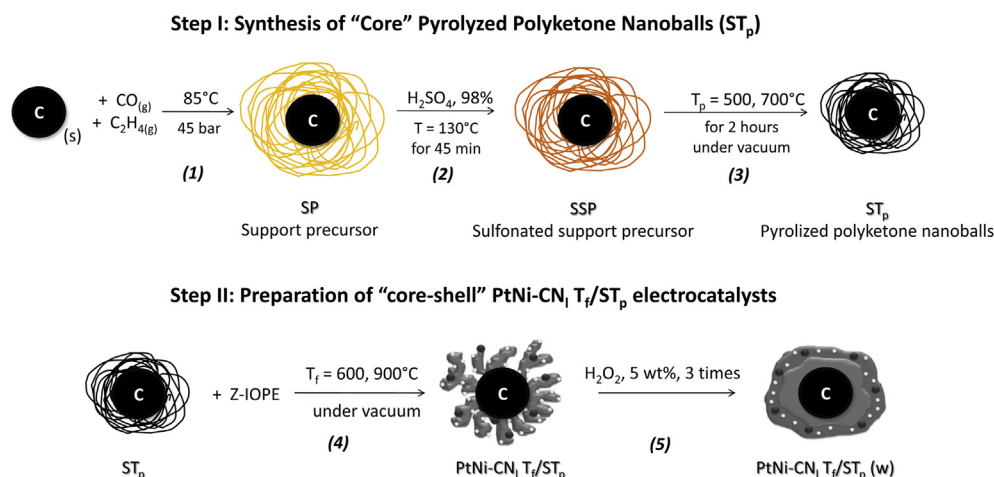 Step I: Synthesis of “Core” Pyrolyzed Polyketone Nanoballs (STp)
C
(s)
+ CO(g)
+ C2H4(g)
85°C
45 bar
(1)
C
n
SP
Support precursor
H2SO4, 98%
T = 130°C
for 45 min
(2)
C
n
SSP
Sulfonated support precursor
Tp = 500, 700°C
for 2 hours
under vacuum
(3)
C
STp
Pyrolized polyketone nanoballs
Step II: Preparation of “core-shell” PtNi-CNl Tf/STp electrocatalysts
C
STp
+ Z-IOPE
Tf = 600, 900°C
under vacuum
(4)
C
PtNi-CNl Tf/STp
H2O2, 5 wt%, 3 times
(5)
C
PtNi-CNl Tf/STp (w)